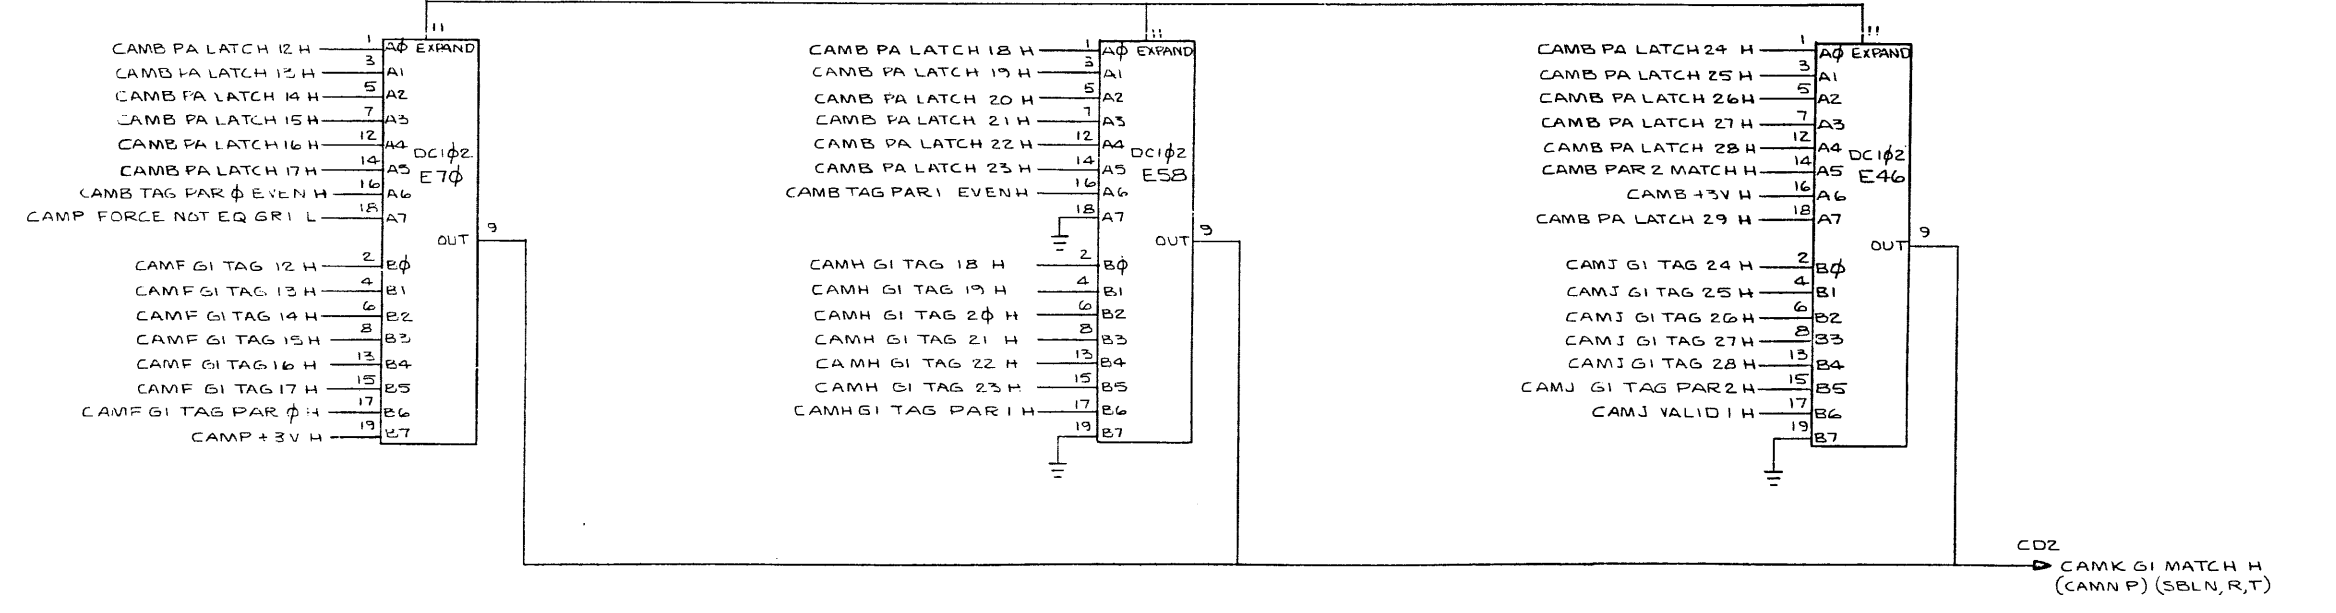 11
1
CAMB PA LATCH 12 H AØ EXPAND
3
CAMB PA LATCH 13 H A1
5
CAMB PA LATCH 14 H A2
7
CAMB PA LATCH 15 H A3
12
CAMB PA LATCH 16 H A4
DC1Ø2
14
CAMB PA LATCH 17 H A5
E7Ø
16
CAMB TAG PAR Ø EVEN H A6
18
CAMP FORCE NOT EQ GR1 L A7
9
OUT
2
CAMF G1 TAG 12 H BØ
4
CAMF G1 TAG 13 H B1
6
CAMF G1 TAG 14 H B2
8
CAMF G1 TAG 15 H B3
13
CAMF G1 TAG 16 H B4
15
CAMF G1 TAG 17 H B5
17
CAMF G1 TAG PAR Ø H B6
19
CAMP +3V H B7
11
1
CAMB PA LATCH 18 H AØ EXPAND
3
CAMB PA LATCH 19 H A1
5
CAMB PA LATCH 20 H A2
7
CAMB PA LATCH 21 H A3
12
CAMB PA LATCH 22 H A4
DC1Ø2
14
CAMB PA LATCH 23 H A5
E58
16
CAMB TAG PAR 1 EVEN H A6
18
A7
9
OUT
2
CAMH G1 TAG 18 H BØ
4
CAMH G1 TAG 19 H B1
6
CAMH G1 TAG 2Ø H B2
8
CAMH G1 TAG 21 H B3
13
CAMH G1 TAG 22 H B4
15
CAMH G1 TAG 23 H B5
17
CAMH G1 TAG PAR 1 H B6
19
B7
11
1
CAMB PA LATCH 24 H AØ EXPAND
3
CAMB PA LATCH 25 H A1
5
CAMB PA LATCH 26 H A2
7
CAMB PA LATCH 27 H A3
12
CAMB PA LATCH 28 H A4
DC1Ø2
14
CAMB PAR 2 MATCH H A5
E46
16
CAMB +3V H A6
18
CAMB PA LATCH 29 H A7
9
OUT
2
CAMJ G1 TAG 24 H BØ
4
CAMJ G1 TAG 25 H B1
6
CAMJ G1 TAG 26 H B2
8
CAMJ G1 TAG 27 H B3
13
CAMJ G1 TAG 28 H B4
15
CAMJ G1 TAG PAR 2 H B5
17
CAMJ VALID 1 H B6
19
B7
CD2
CAMK G1 MATCH H
(CAMN P) (SBLN, R, T)